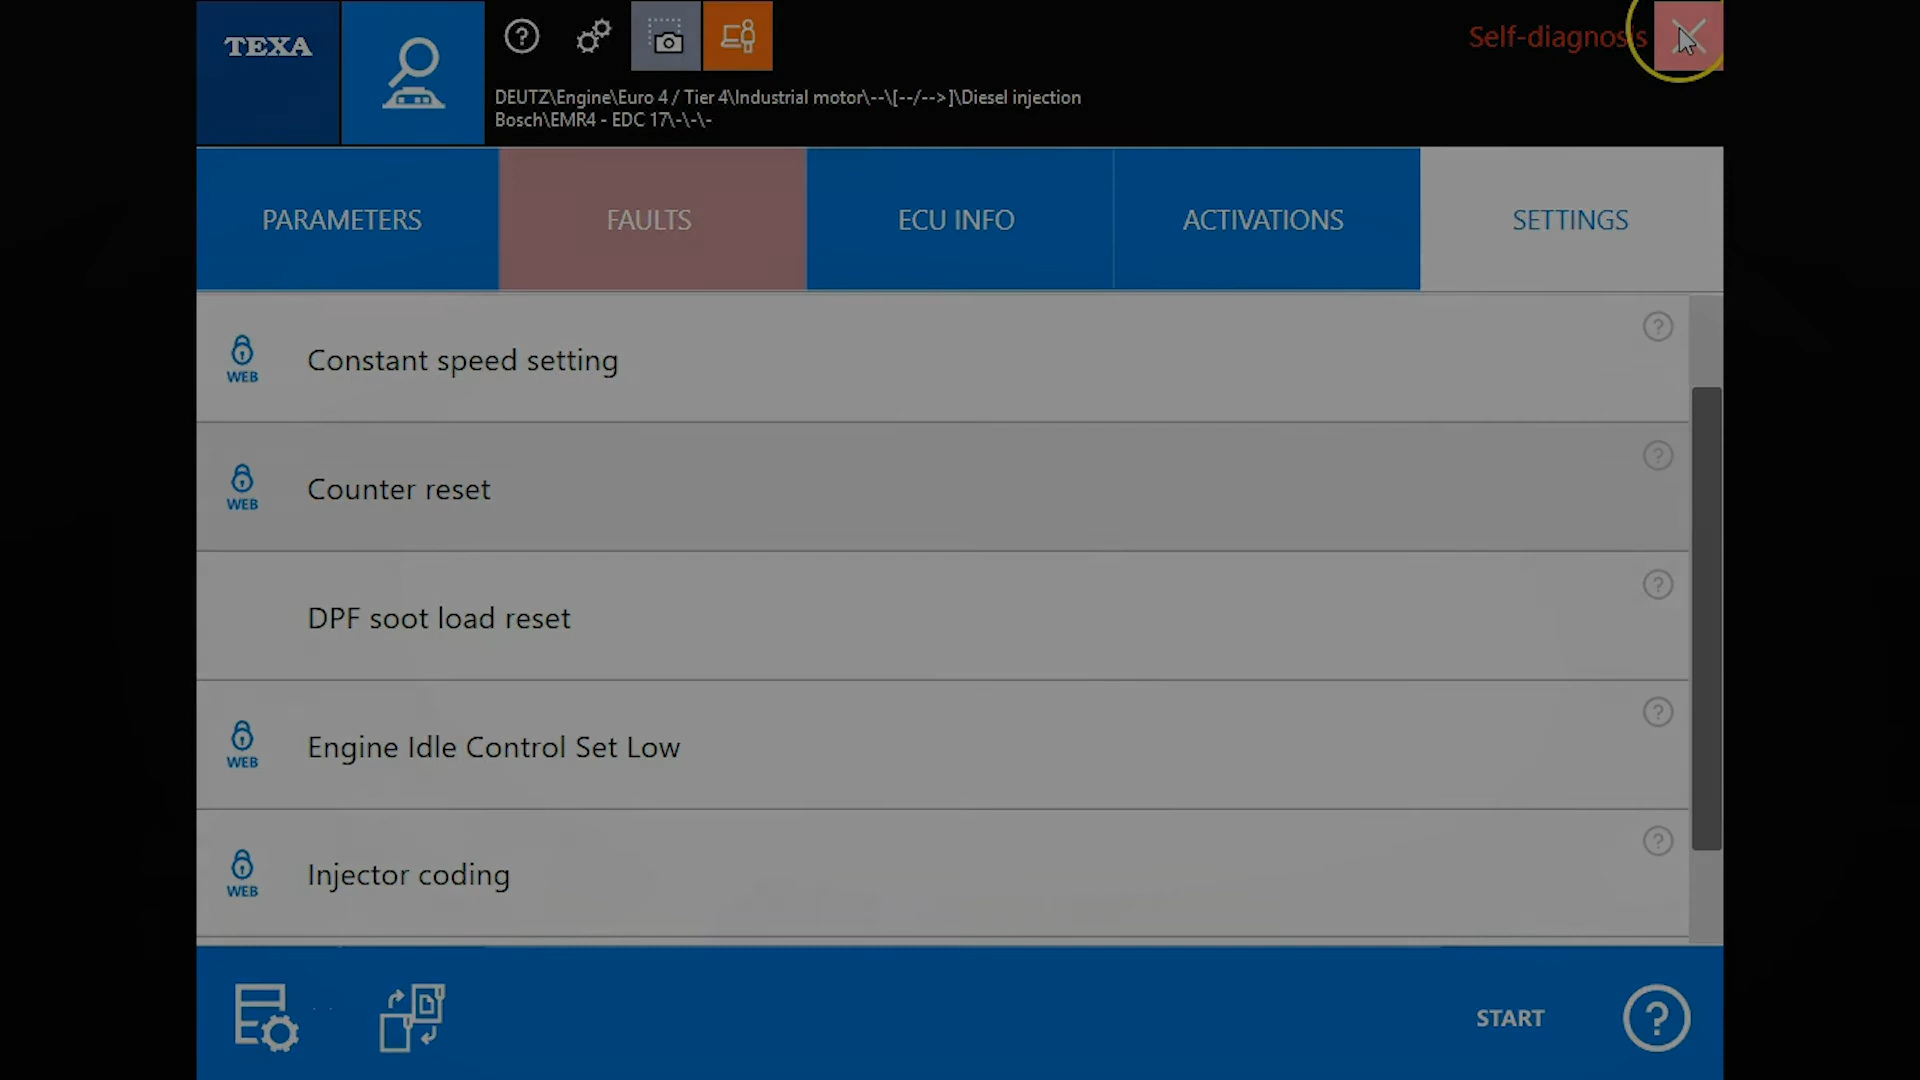 TEXA
Self-diagnosis
DEUTZ\Engine\Euro 4 / Tier 4\Industrial motor\--\[--/-->]\Diesel injection
Bosch\EMR4 - EDC 17\-\-\-
PARAMETERS
FAULTS
ECU INFO
ACTIVATIONS
SETTINGS
WEB
Constant speed setting
WEB
Counter reset
DPF soot load reset
WEB
Engine Idle Control Set Low
WEB
Injector coding
START